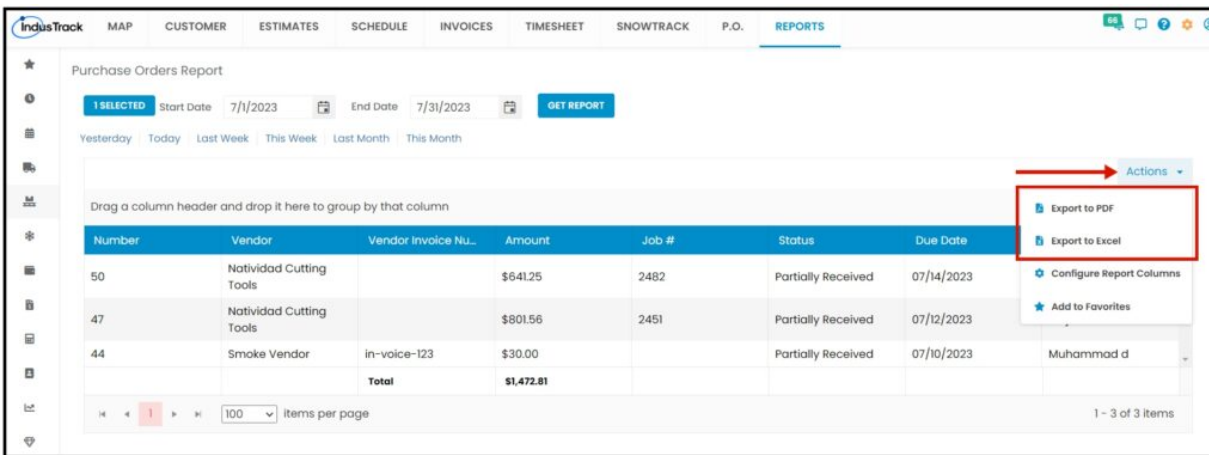 IndusTrack MAP CUSTOMER ESTIMATES SCHEDULE INVOICES TIMESHEET SNOWTRACK P.O. REPORTS 66
Purchase Orders Report
1 SELECTED Start Date 7/1/2023 End Date 7/31/2023 GET REPORT
Yesterday Today Last Week This Week Last Month This Month
Actions
Drag a column header and drop it here to group by that column
Export to PDF
Export to Excel
Configure Report Columns
Add to Favorites
Number Vendor Vendor Invoice Nu... Amount Job # Status Due Date
50 Natividad Cutting Tools $641.25 2482 Partially Received 07/14/2023
47 Natividad Cutting Tools $801.56 2451 Partially Received 07/12/2023
44 Smoke Vendor in-voice-123 $30.00 Partially Received 07/10/2023 Muhammad d
Total $1,472.81
1 100 items per page 1 - 3 of 3 items